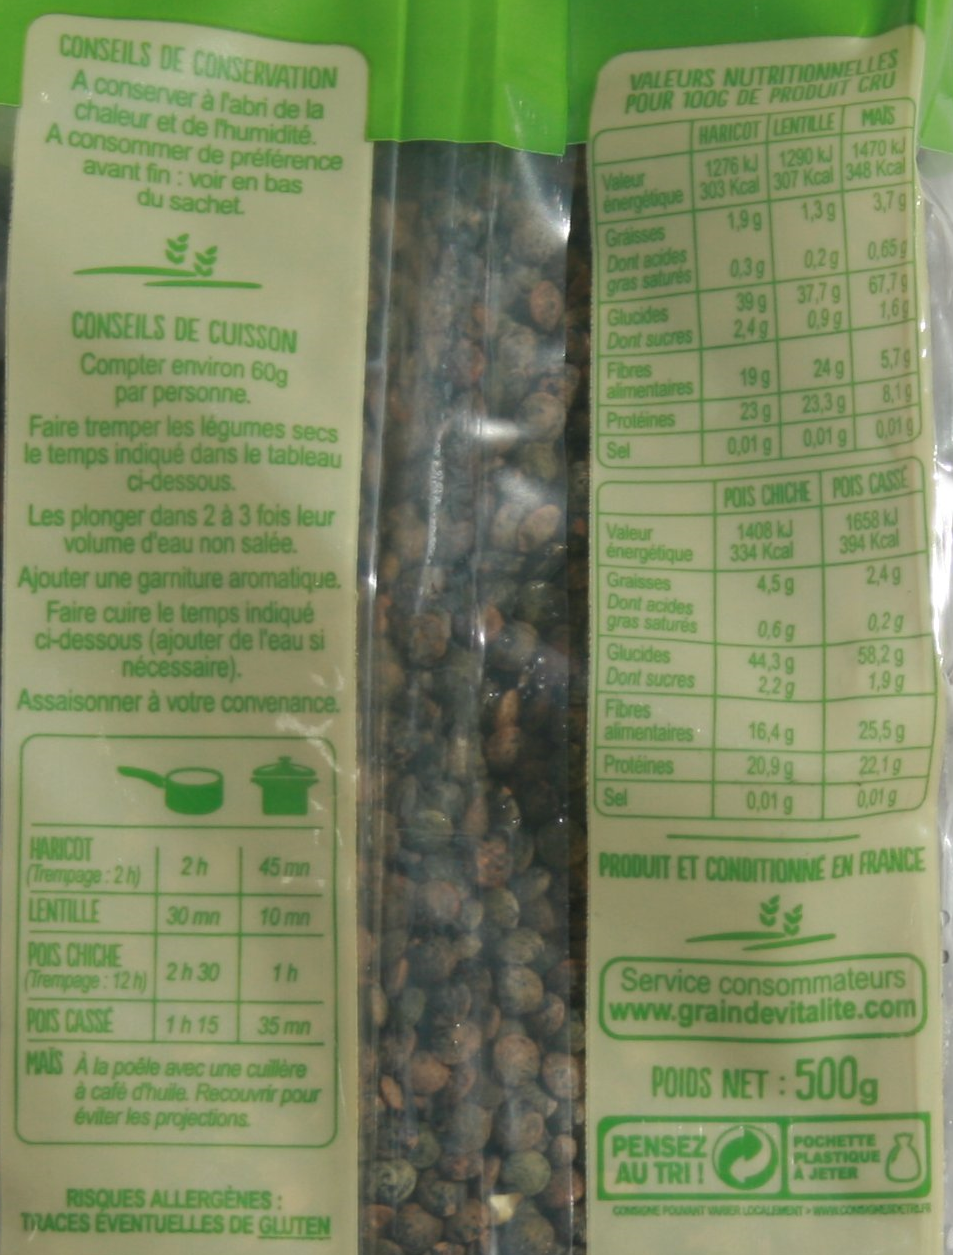 CONSEILS DE CONSERVATION
A conserver à l'abri de la
chaleur et de l'humidité.
A consommer de préférence
avant fin : voir en bas
du sachet.
CONSEILS DE CUISSON
Compter environ 60g
par personne.
Faire tremper les légumes secs
le temps indiqué dans le tableau
ci-dessous.
Les plonger dans 2 à 3 fois leur
volume d'eau non salée.
Ajouter une garniture aromatique.
Faire cuire le temps indiqué
ci-dessous (ajouter de l'eau si
nécessaire).
Assaisonner à votre convenance.
HARICOT
(Trempage : 2 h) 2 h 45 mn
LENTILLE 30 mn 10 mn
POIS CHICHE
(Trempage : 12 h) 2 h 30 1 h
POIS CASSÉ 1 h 15 35 mn
MAÏS À la poêle avec une cuillère
à café d'huile. Recouvrir pour
éviter les projections.
RISQUES ALLERGÈNES :
TRACES ÉVENTUELLES DE GLUTEN
VALEURS NUTRITIONNELLES
POUR 100G DE PRODUIT CRU
HARICOT LENTILLE MAÏS
Valeur 1276 kJ 1290 kJ 1470 kJ
énergétique 303 Kcal 307 Kcal 348 Kcal
Graisses 1,9 g 1,3 g 3,7 g
Dont acides
gras saturés 0,3 g 0,2 g 0,65 g
Glucides 39 g 37,7 g 67,7 g
Dont sucres 2,4 g 0,9 g 1,6 g
Fibres
alimentaires 19 g 24 g 5,7 g
Protéines 23 g 23,3 g 8,1 g
Sel 0,01 g 0,01 g 0,01 g
POIS CHICHE POIS CASSÉ
Valeur 1408 kJ 1658 kJ
énergétique 334 Kcal 394 Kcal
Graisses 4,5 g 2,4 g
Dont acides
gras saturés 0,6 g 0,2 g
Glucides 44,3 g 58,2 g
Dont sucres 2,2 g 1,9 g
Fibres
alimentaires 16,4 g 25,5 g
Protéines 20,9 g 22,1 g
Sel 0,01 g 0,01 g
PRODUIT ET CONDITIONNÉ EN FRANCE
Service consommateurs
www.graindevitalite.com
POIDS NET : 500g
PENSEZ
AU TRI !
POCHETTE
PLASTIQUE
À JETER
CONSIGNE POUVANT VARIER LOCALEMENT > WWW.CONSIGNESDETRI.FR